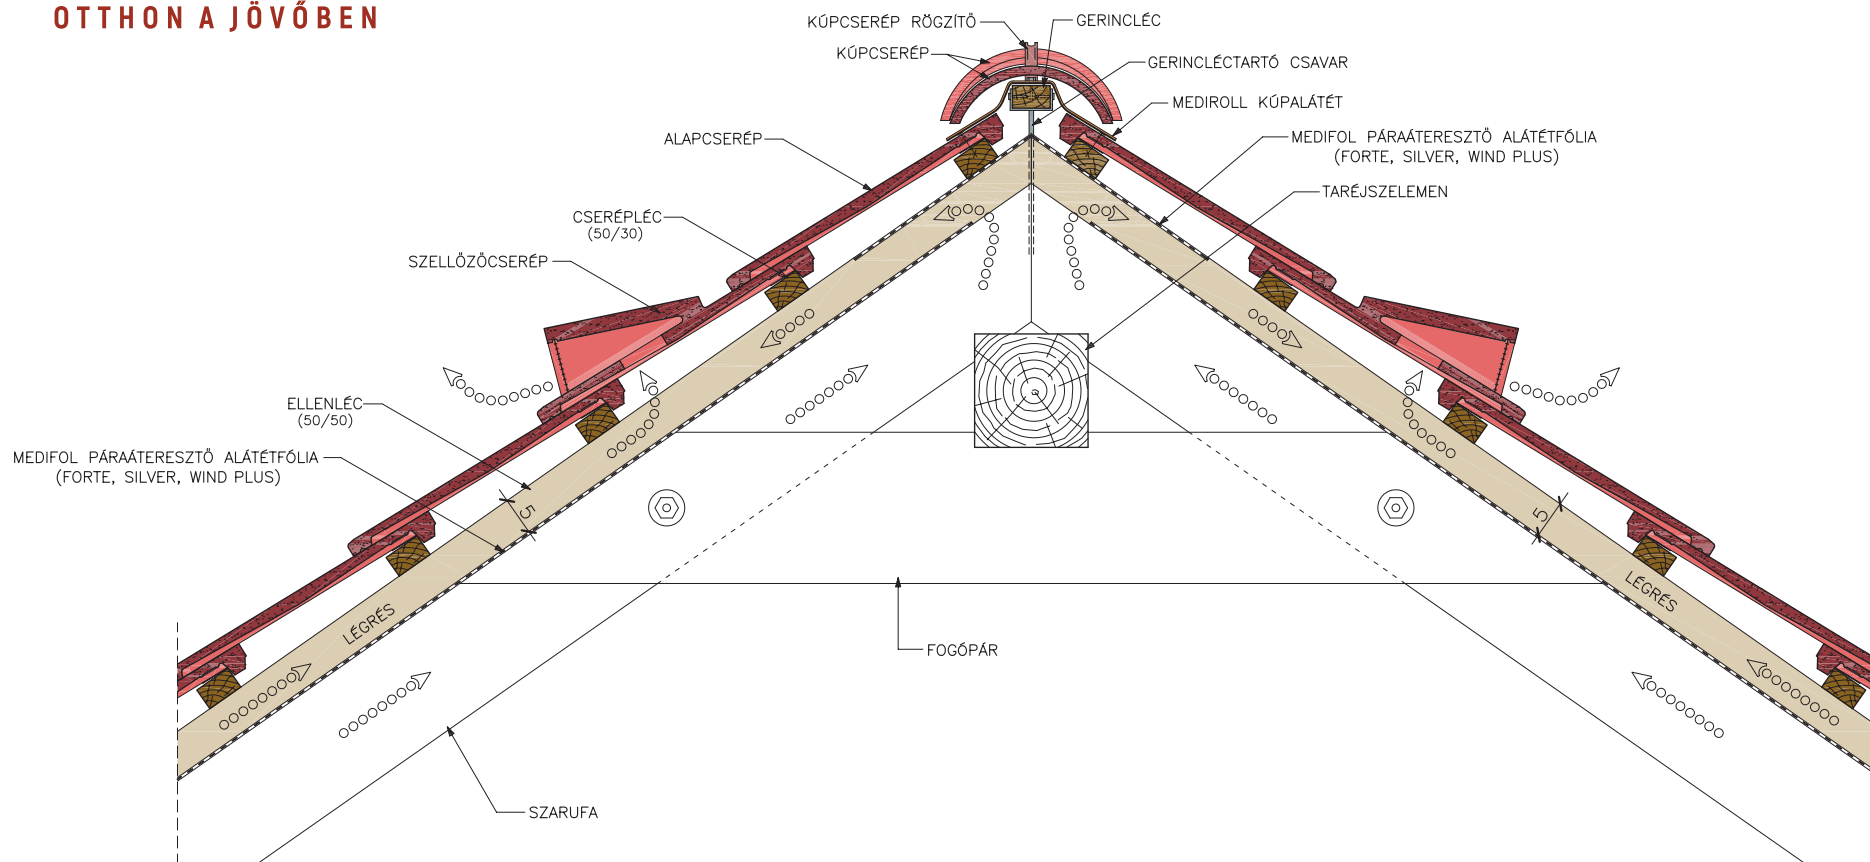 OTTHON A JÖVŐBEN
KÚPCSERÉP RÖGZÍTŐ
GERINCLÉC
KÚPCSERÉP
GERINCLÉCTARTÓ CSAVAR
MEDIROLL KÚPALÁTÉT
ALAPCSERÉP
MEDIFOL PÁRAÁTERESZTŐ ALÁTÉTFÓLIA
(FORTE, SILVER, WIND PLUS)
TARÉJSZELEMEN
CSERÉPLÉC
(50/30)
SZELLŐZŐCSERÉP
ELLENLÉC
(50/50)
MEDIFOL PÁRAÁTERESZTŐ ALÁTÉTFÓLIA
(FORTE, SILVER, WIND PLUS)
5
5
LÉGRÉS
LÉGRÉS
FOGÓPÁR
SZARUFA